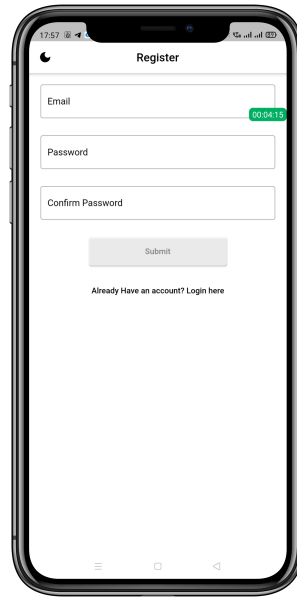 17:57
Register
Email
00:04:15
Password
Confirm Password
Submit
Already Have an account? Login here